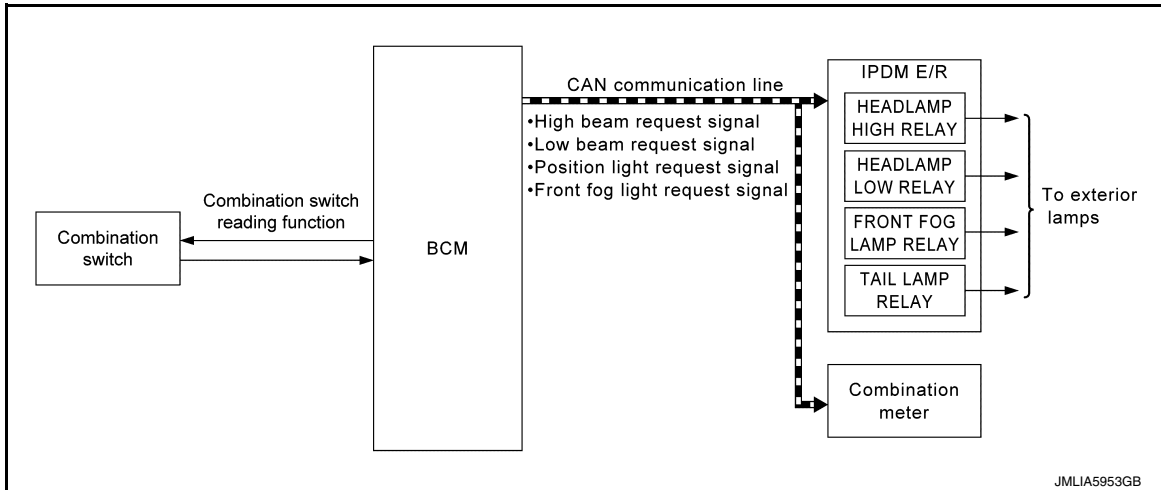 CAN communication line
•High beam request signal
•Low beam request signal
•Position light request signal
•Front fog light request signal
Combination switch
reading function
Combination
switch
BCM
IPDM E/R
HEADLAMP
HIGH RELAY
HEADLAMP
LOW RELAY
FRONT FOG
LAMP RELAY
TAIL LAMP
RELAY
To exterior
lamps
Combination
meter
JMLIA5953GB